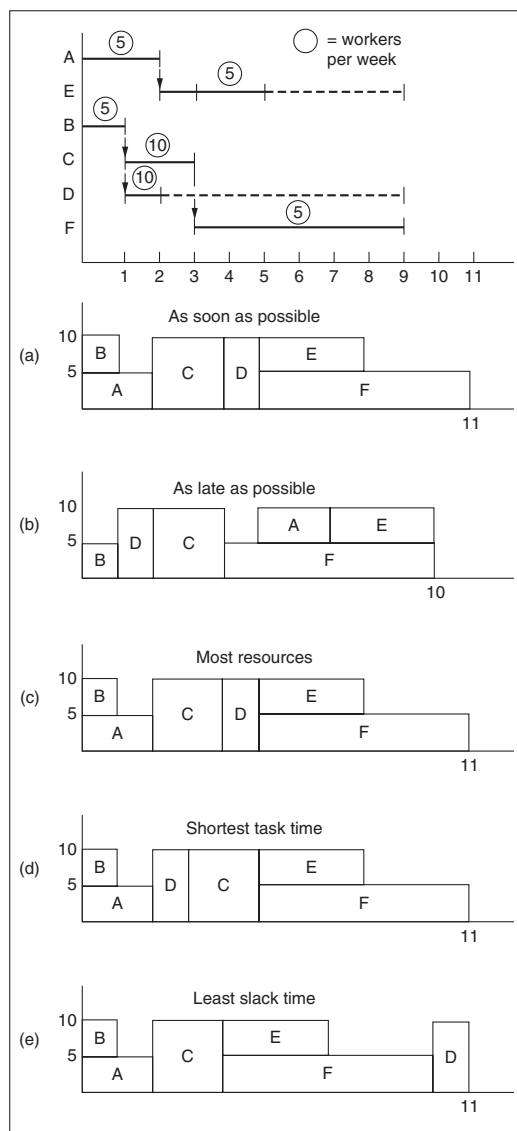 5
= workers
per week
A
5
E
B
5
10
C
10
D
5
F
1 2 3 4 5 6 7 8 9 10 11
As soon as possible
(a)
10
5
B
A
C
D
E
F
11
As late as possible
(b)
10
5
B
D
C
A
E
F
10
Most resources
(c)
10
5
B
A
C
D
E
F
11
Shortest task time
(d)
10
5
B
A
D
C
E
F
11
Least slack time
(e)
10
5
B
A
C
E
F
D
11